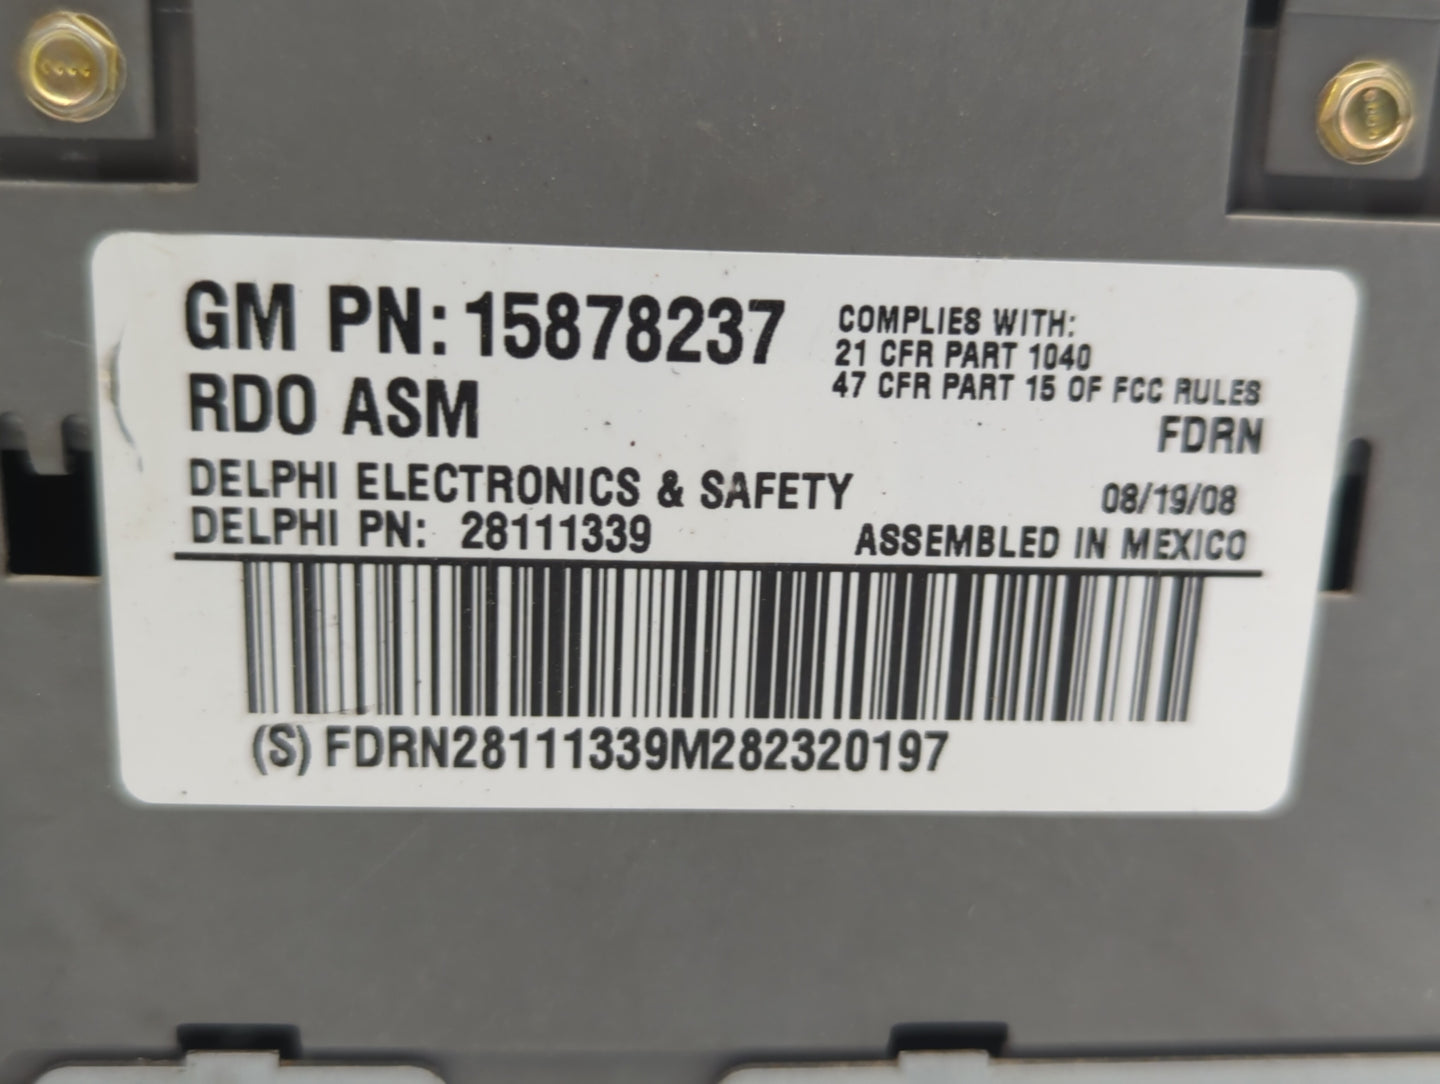 GM PN: 15878237
RDO ASM
COMPLIES WITH:
21 CFR PART 1040
47 CFR PART 15 OF FCC RULES
FDRN
DELPHI ELECTRONICS & SAFETY
08/19/08
DELPHI PN: 28111339
ASSEMBLED IN MEXICO
(S) FDRN28111339M282320197